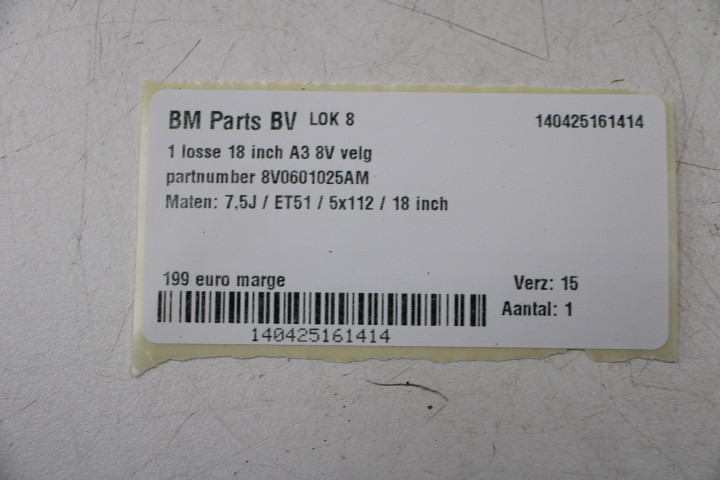 BM Parts BV LOK 8 140425161414
1 losse 18 inch A3 8V velg
partnumber 8V0601025AM
Maten: 7,5J / ET51 / 5x112 / 18 inch
199 euro marge Verz: 15
Aantal: 1
140425161414